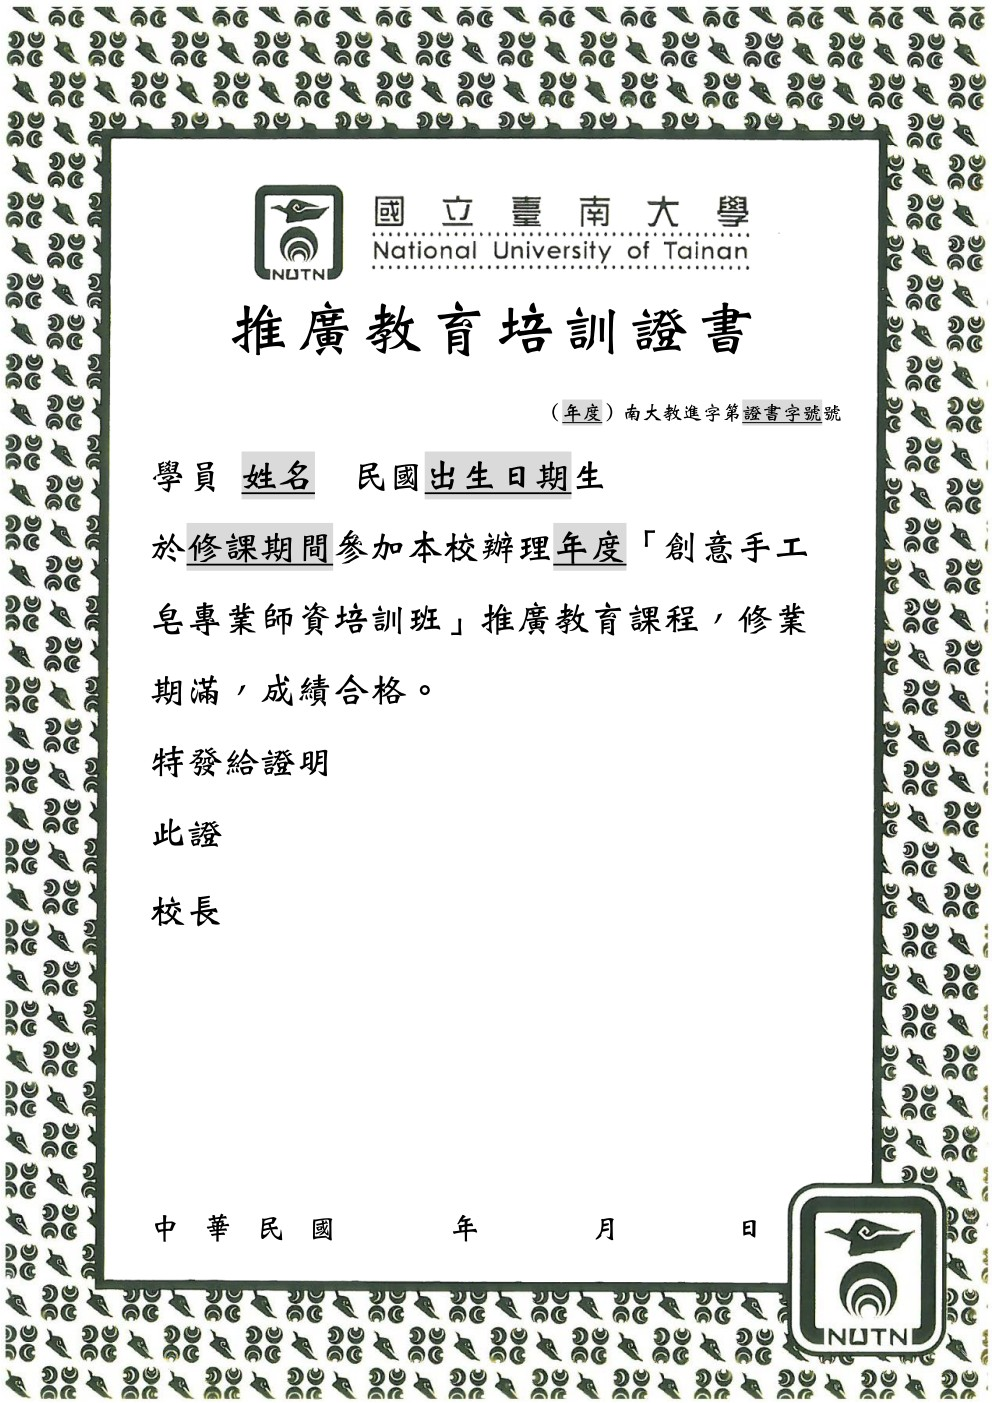 國立臺南大學
National University of Tainan
NUTN
推廣教育培訓證書
（年度）南大教進字第證書字號號
學員 姓名　民國出生日期生
於修課期間參加本校辦理年度「創意手工
皂專業師資培訓班」推廣教育課程，修業
期滿，成績合格。
特發給證明
此證
校長
中 華 民 國　　年　　月　　日
NUTN